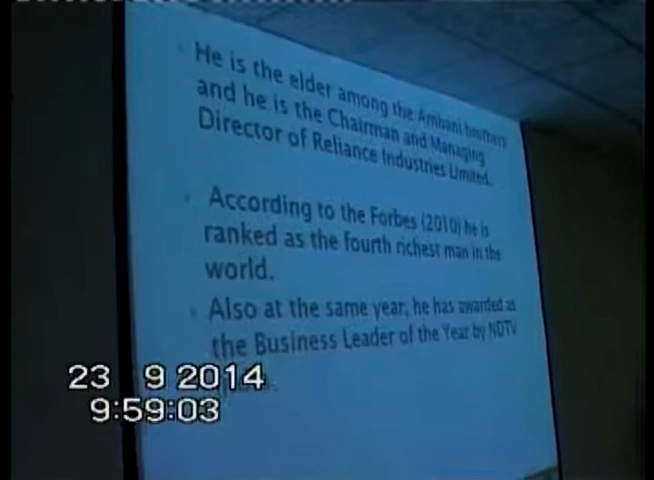 He is the elder among the Ambani brothers
and he is the Chairman and Managing
Director of Reliance Industries Limited.
According to the Forbes (2010) he is
ranked as the fourth richest man in the
world.
Also at the same year, he has awarded as
the Business Leader of the Year by NDTV
23 9 2014
9:59:03